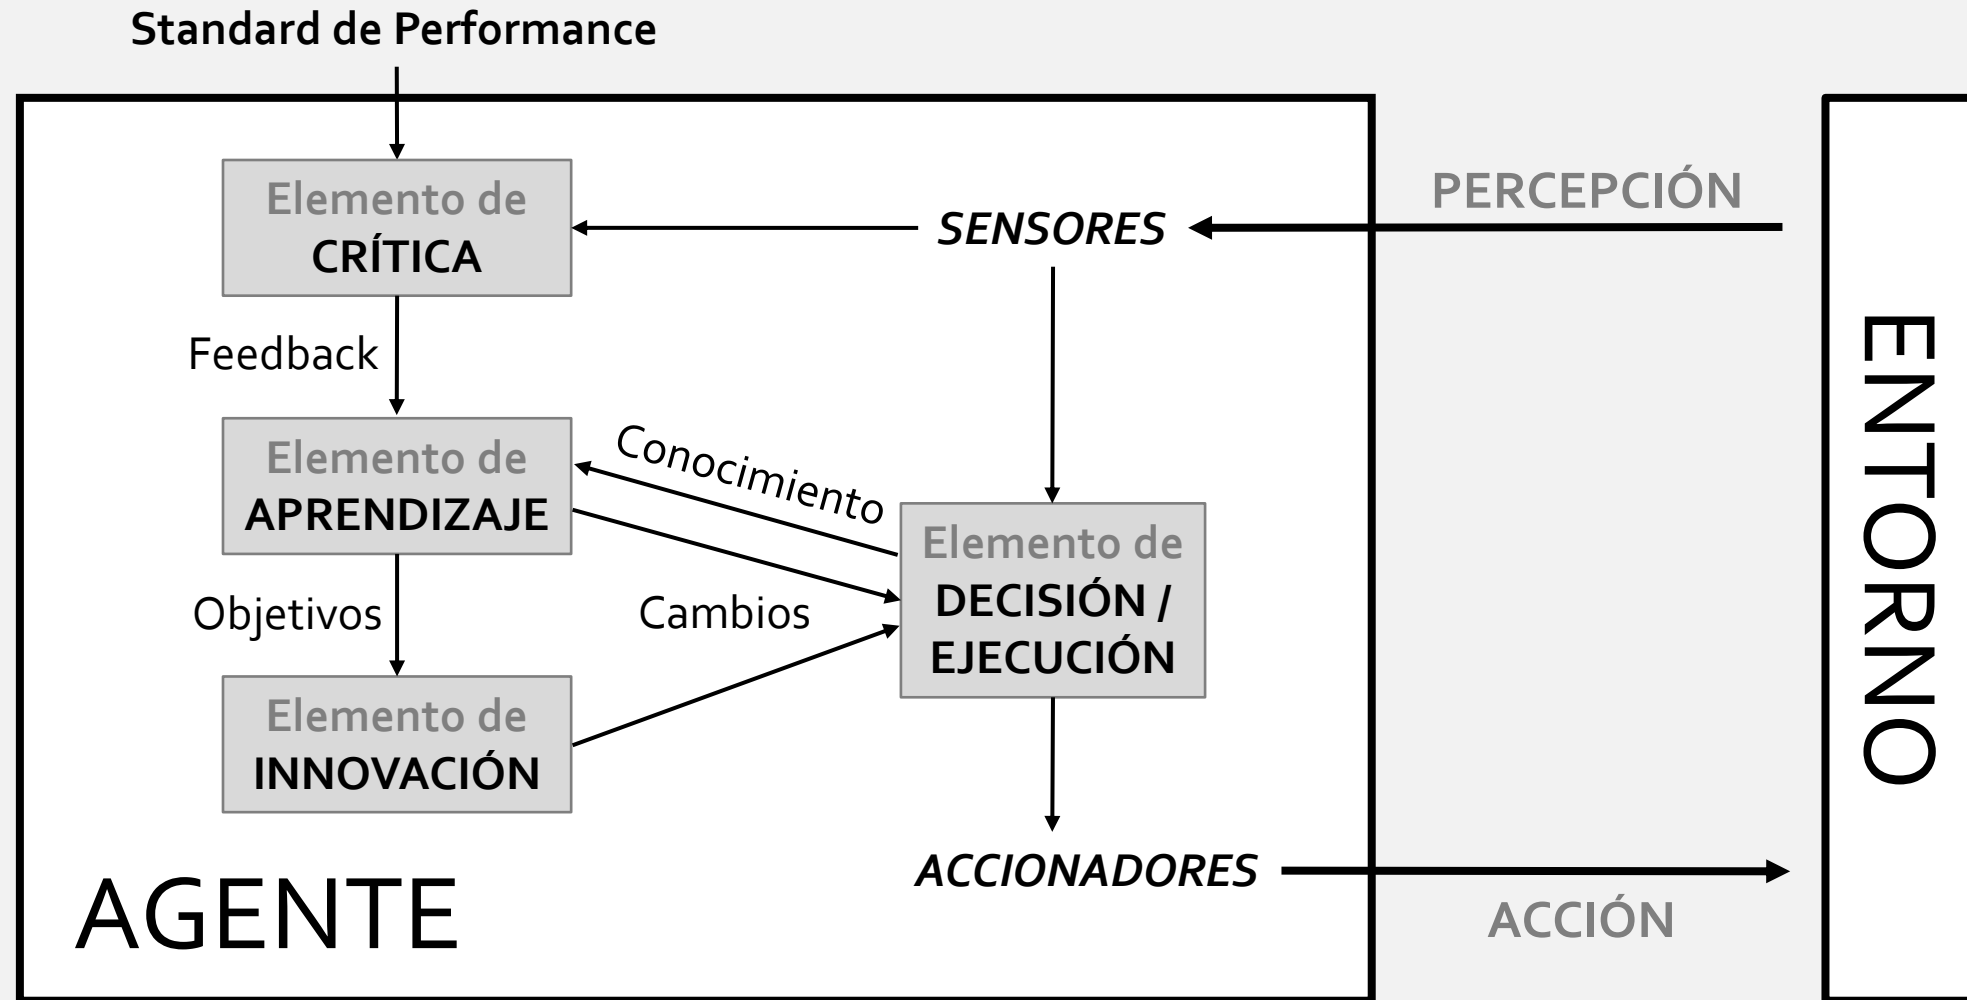 Standard de Performance
Elemento de
CRÍTICA
SENSORES
PERCEPCIÓN
Feedback
Elemento de
APRENDIZAJE
Conocimiento
Elemento de
DECISIÓN /
EJECUCIÓN
Objetivos
Cambios
Elemento de
INNOVACIÓN
ACCIONADORES
ACCIÓN
AGENTE
ENTORNO